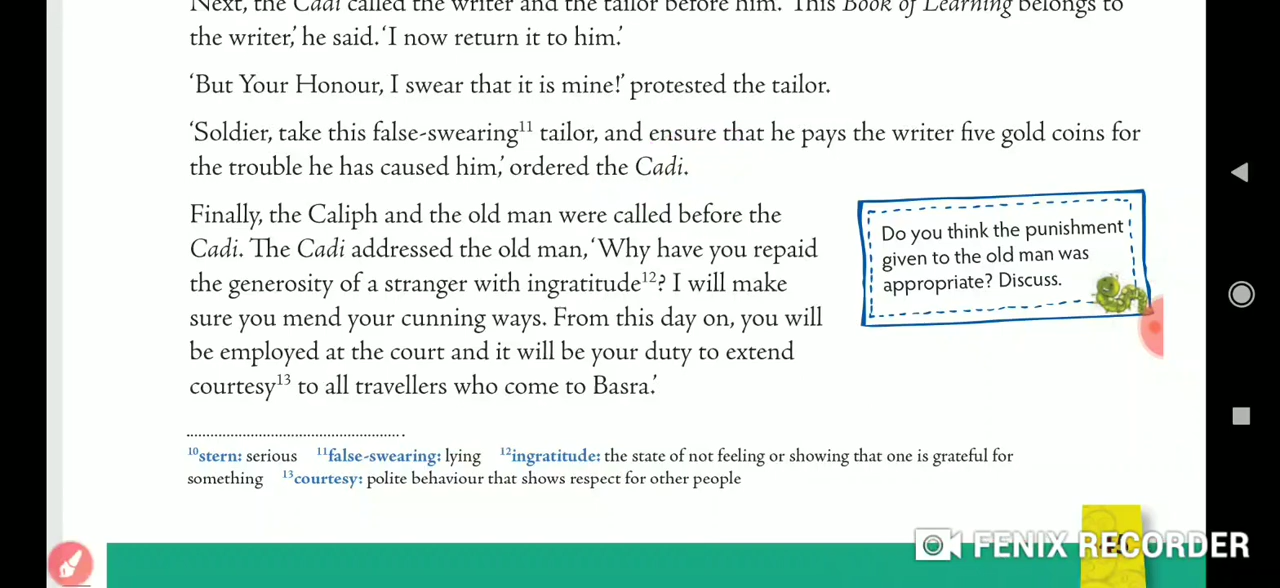 Next, the Cadi called the writer and the tailor before him. 'This Book of Learning belongs to
the writer,' he said. 'I now return it to him.'
'But Your Honour, I swear that it is mine!' protested the tailor.
'Soldier, take this false-swearing¹¹ tailor, and ensure that he pays the writer five gold coins for
the trouble he has caused him,' ordered the Cadi.
Finally, the Caliph and the old man were called before the
Cadi. The Cadi addressed the old man, 'Why have you repaid
the generosity of a stranger with ingratitude¹²? I will make
sure you mend your cunning ways. From this day on, you will
be employed at the court and it will be your duty to extend
courtesy¹³ to all travellers who come to Basra.'
Do you think the punishment
given to the old man was
appropriate? Discuss.
¹⁰stern: serious ¹¹false-swearing: lying ¹²ingratitude: the state of not feeling or showing that one is grateful for
something ¹³courtesy: polite behaviour that shows respect for other people
FENIX RECORDER